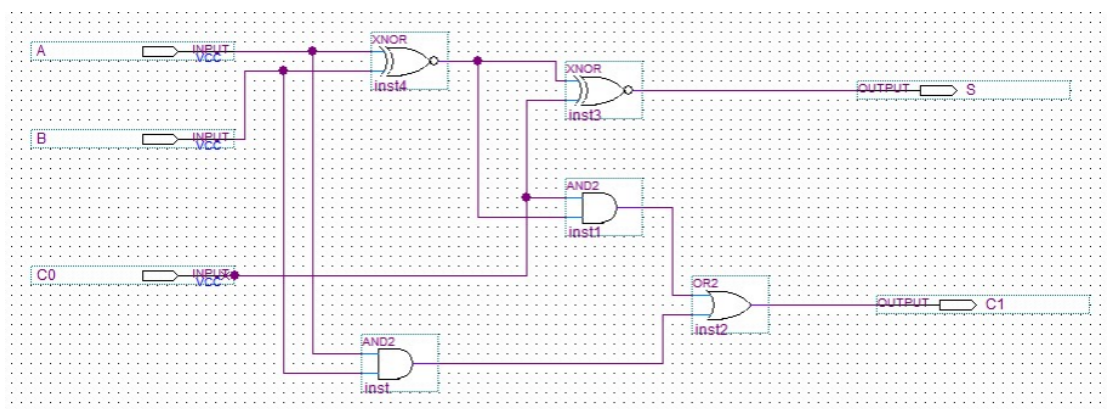 A
INPUT
VCC
XNOR
inst4
XNOR
inst3
OUTPUT
S
B
INPUT
VCC
AND2
inst1
C0
INPUT
VCC
OR2
inst2
OUTPUT
C1
AND2
inst